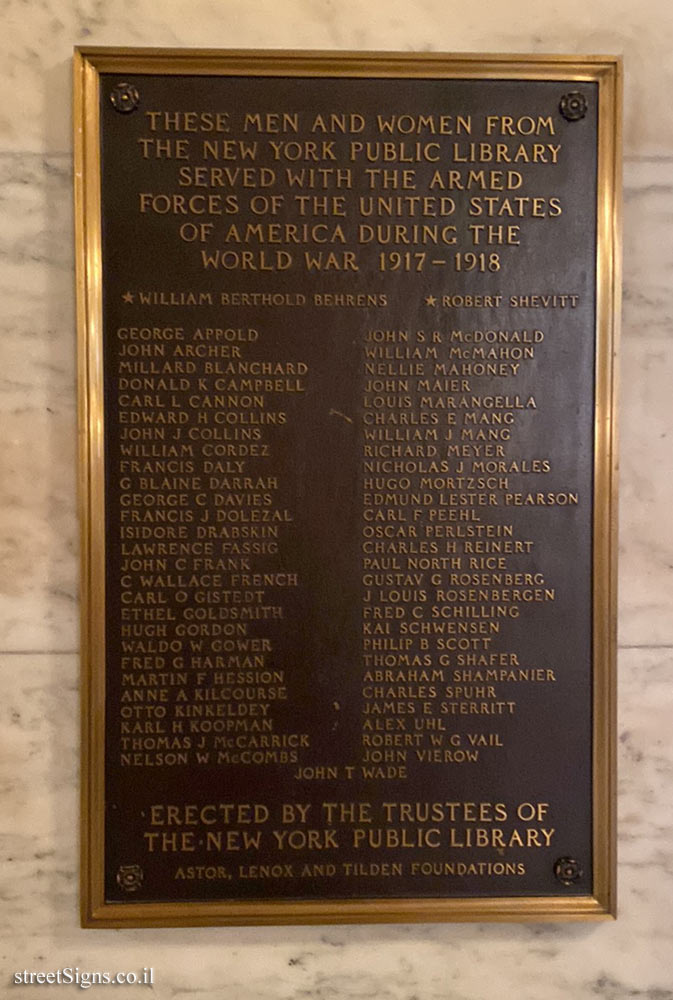 THESE MEN AND WOMEN FROM
THE NEW YORK PUBLIC LIBRARY
SERVED WITH THE ARMED
FORCES OF THE UNITED STATES
OF AMERICA DURING THE
WORLD WAR 1917-1918
★WILLIAM BERTHOLD BEHRENS ★ROBERT SHEVITT
GEORGE APPOLD
JOHN ARCHER
MILLARD BLANCHARD
DONALD K CAMPBELL
CARL L CANNON
EDWARD H COLLINS
JOHN J COLLINS
WILLIAM CORDEZ
FRANCIS DALY
G BLAINE DARRAH
GEORGE C DAVIES
FRANCIS J DOLEZAL
ISIDORE DRABSKIN
LAWRENCE FASSIG
JOHN C FRANK
C WALLACE FRENCH
CARL O GISTEDT
ETHEL GOLDSMITH
HUGH GORDON
WALDO W GOWER
FRED G HARMAN
MARTIN F HESSION
ANNE A KILCOURSE
OTTO KINKELDEY
KARL H KOOPMAN
THOMAS J McCARRICK
NELSON W McCOMBS
JOHN S R McDONALD
WILLIAM McMAHON
NELLIE MAHONEY
JOHN MAIER
LOUIS MARANGELLA
CHARLES E MANG
WILLIAM J MANG
RICHARD MEYER
NICHOLAS J MORALES
HUGO MORTZSCH
EDMUND LESTER PEARSON
CARL F PEEHL
OSCAR PERLSTEIN
CHARLES H REINERT
PAUL NORTH RICE
GUSTAV G ROSENBERG
J LOUIS ROSENBERGEN
FRED C SCHILLING
KAI SCHWENSEN
PHILIP B SCOTT
THOMAS G SHAFER
ABRAHAM SHAMPANIER
CHARLES SPUHR
JAMES E STERRITT
ALEX UHL
ROBERT W G VAIL
JOHN VIEROW
JOHN T WADE
ERECTED BY THE TRUSTEES OF
THE·NEW YORK PUBLIC LIBRARY
ASTOR, LENOX AND TILDEN FOUNDATIONS
streetSigns.co.il